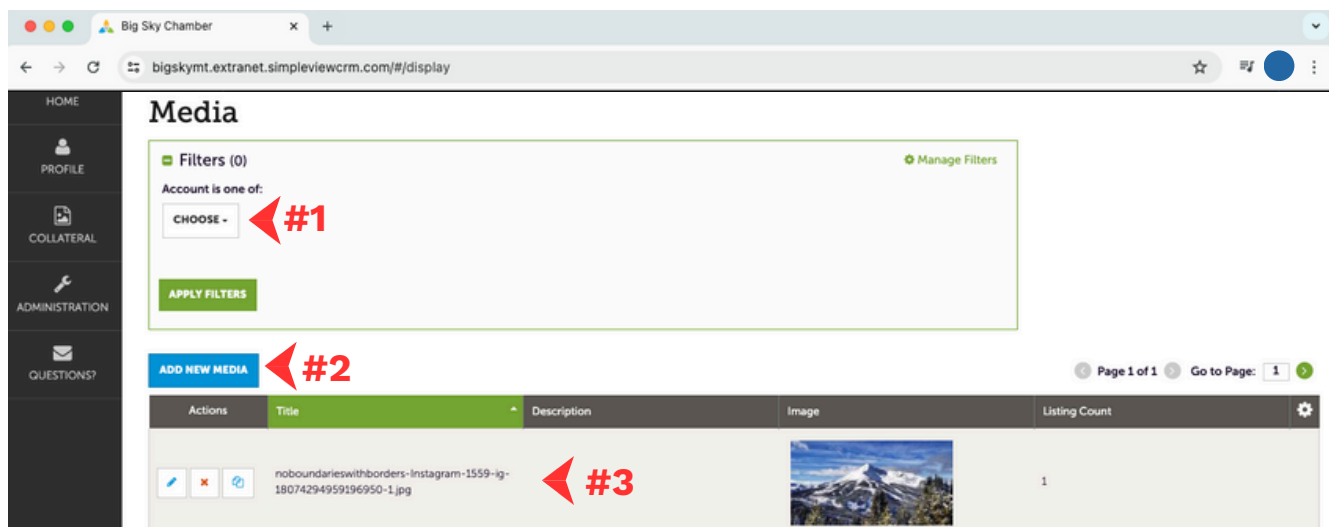 Big Sky Chamber
bigskymt.extranet.simpleviewcrm.com/#/display
HOME
Media
PROFILE
Filters (0)
Manage Filters
Account is one of:
CHOOSE
#1
COLLATERAL
APPLY FILTERS
ADMINISTRATION
QUESTIONS?
ADD NEW MEDIA
#2
Page 1 of 1 Go to Page: 1
Actions Title Description Image Listing Count
noboundarieswithborders-Instagram-1559-ig-
18074294959196950-1.jpg
#3
1